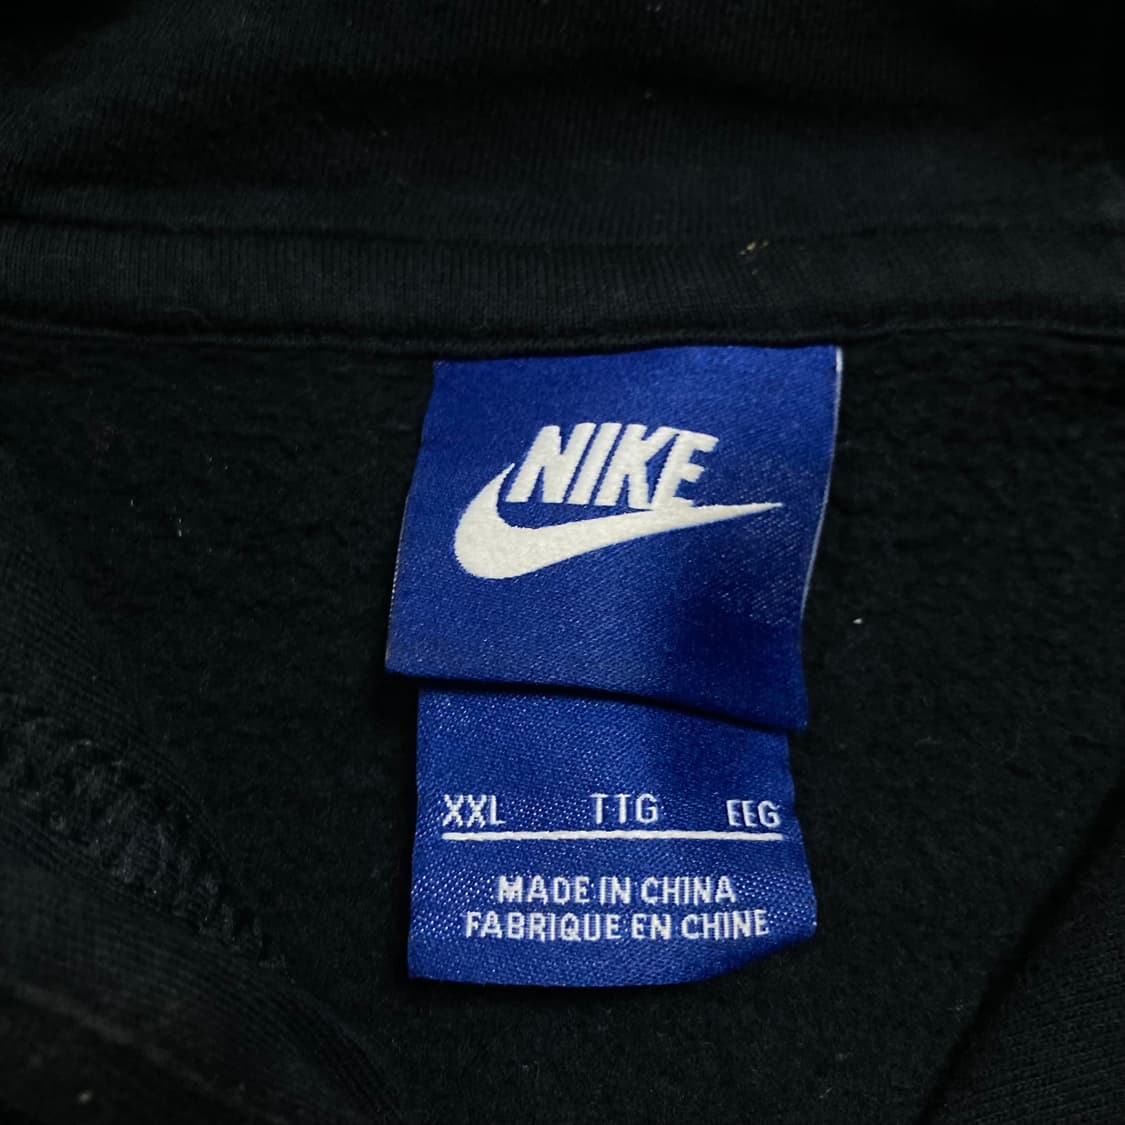 NIKE
XXL TTG EEG
MADE IN CHINA
FABRIQUE EN CHINE